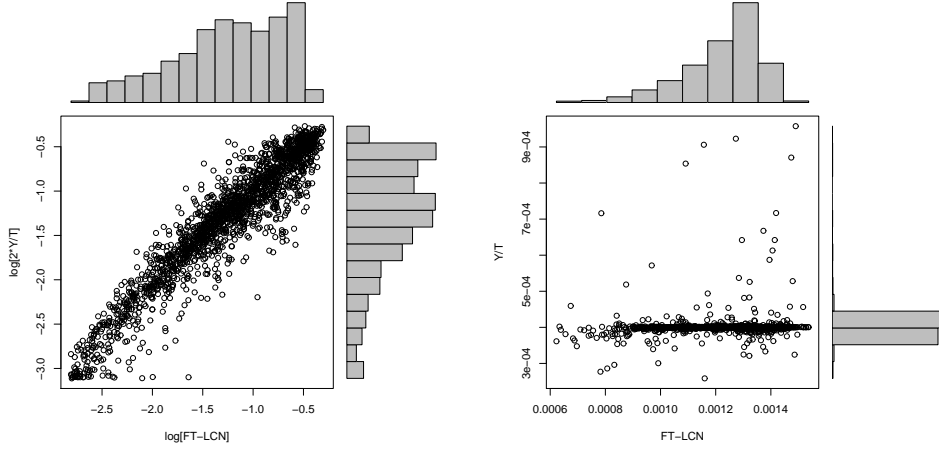 log[2*Y/T]
−0.5
−1.0
−1.5
−2.0
−2.5
−3.0
−2.5 −2.0 −1.5 −1.0 −0.5
log[FT−LCN]
Y/T
9e−04
7e−04
5e−04
3e−04
0.0006 0.0008 0.0010 0.0012 0.0014
FT−LCN